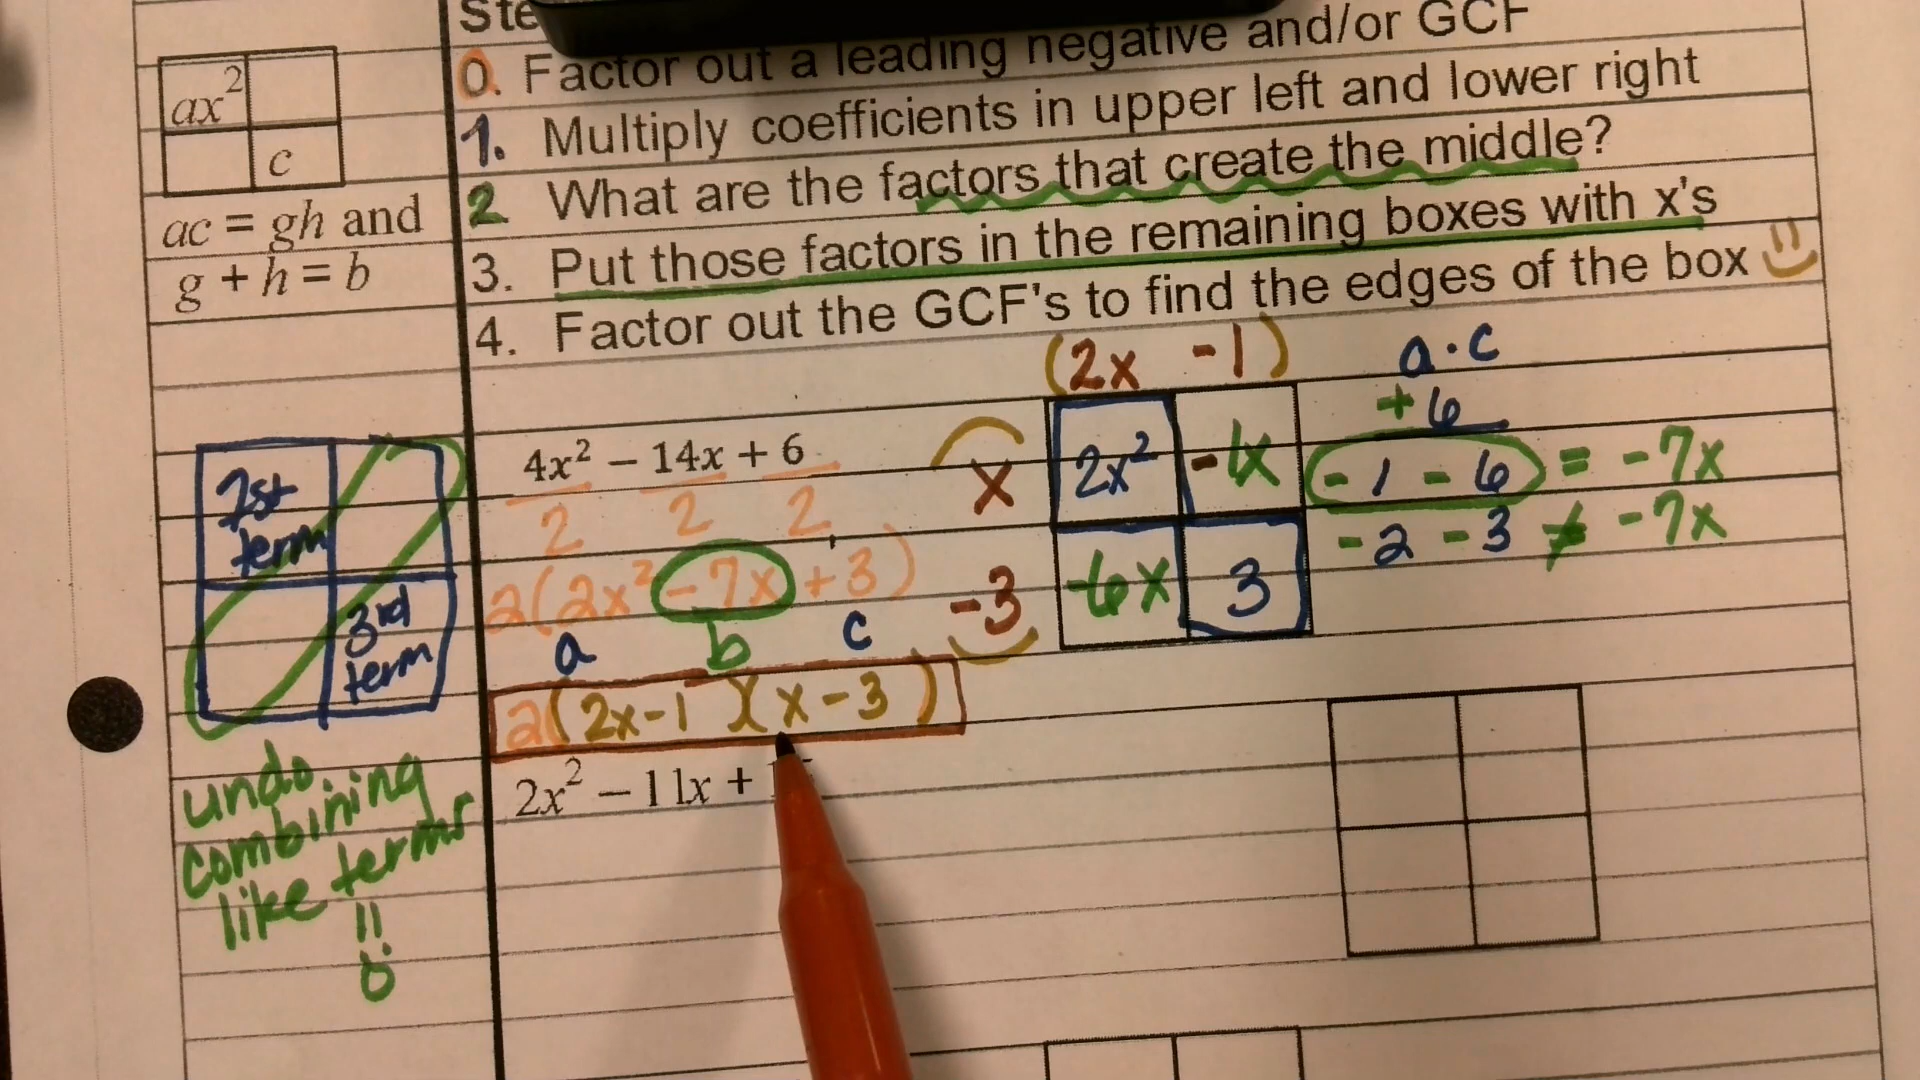 Ste
0. Factor out a leading negative and/or GCF
1. Multiply coefficients in upper left and lower right
2 What are the factors that create the middle?
3. Put those factors in the remaining boxes with x's
4. Factor out the GCF's to find the edges of the box
ax²
c
ac = gh and
g + h = b
1st term
3rd term
undo combining like terms
4x² − 14x + 6
2 2 2
2(2x² - 7x + 3)
a b c
2(2x-1)(x-3)
(2x -1)
x 2x² -1x
-3 -6x 3
a·c
+6
-1 -6 = -7x
-2 -3 ≠ -7x
2x² − 11x +